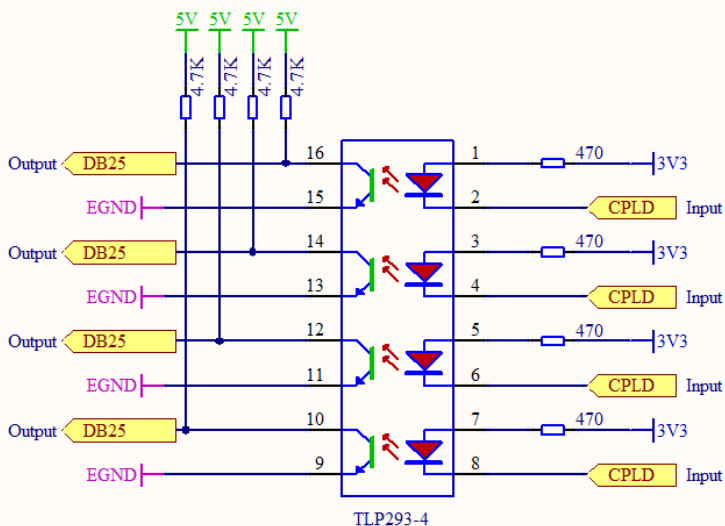 5V 5V 5V 5V
4.7K 4.7K 4.7K 4.7K
Output DB25 16 1 470 3V3
EGND 15 2 CPLD Input
Output DB25 14 3 470 3V3
EGND 13 4 CPLD Input
Output DB25 12 5 470 3V3
EGND 11 6 CPLD Input
Output DB25 10 7 470 3V3
EGND 9 8 CPLD Input
TLP293-4